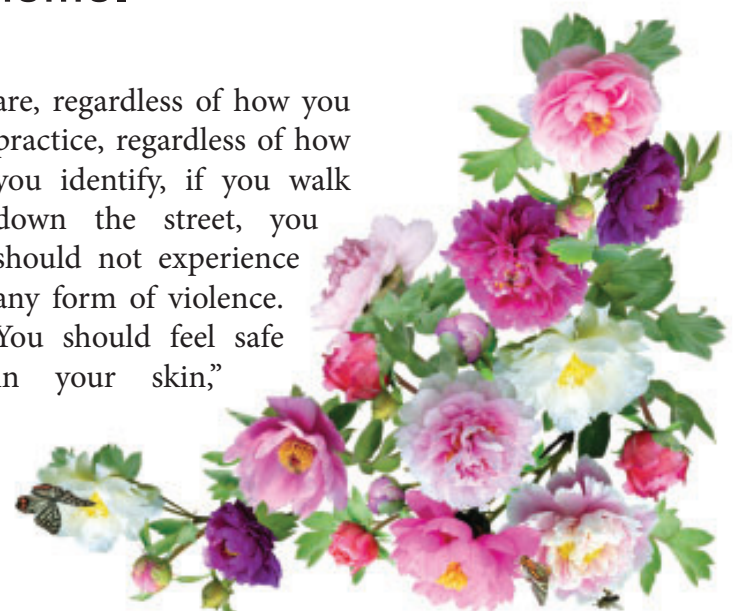 are, regardless of how you
practice, regardless of how
you identify, if you walk
down the street, you
should not experience
any form of violence.
You should feel safe
in your skin,”